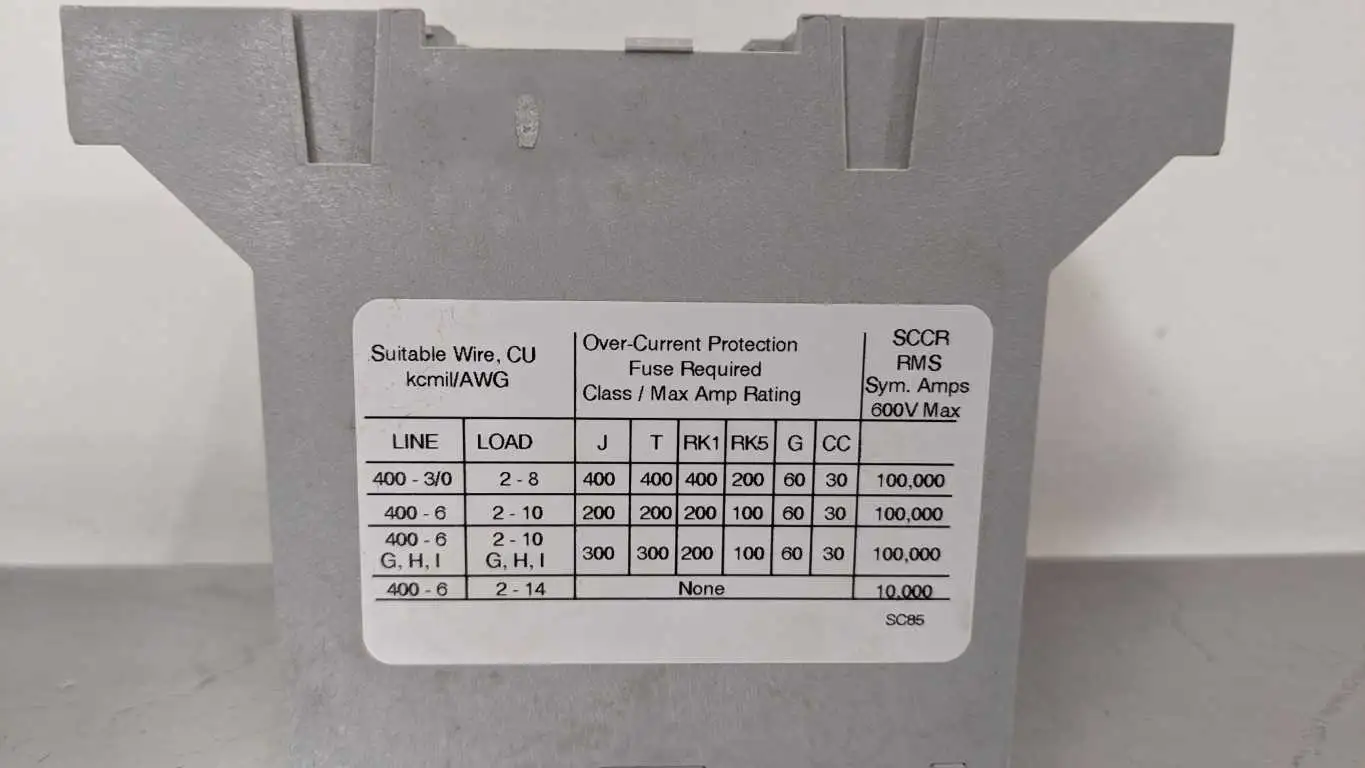 Suitable Wire, CU
kcmil/AWG
Over-Current Protection
Fuse Required
Class / Max Amp Rating
SCCR
RMS
Sym. Amps
600V Max
LINE LOAD J T RK1 RK5 G CC
400 - 3/0 2 - 8 400 400 400 200 60 30 100,000
400 - 6 2 - 10 200 200 200 100 60 30 100,000
400 - 6 2 - 10
G, H, I G, H, I 300 300 200 100 60 30 100,000
400 - 6 2 - 14 None 10,000
SC85